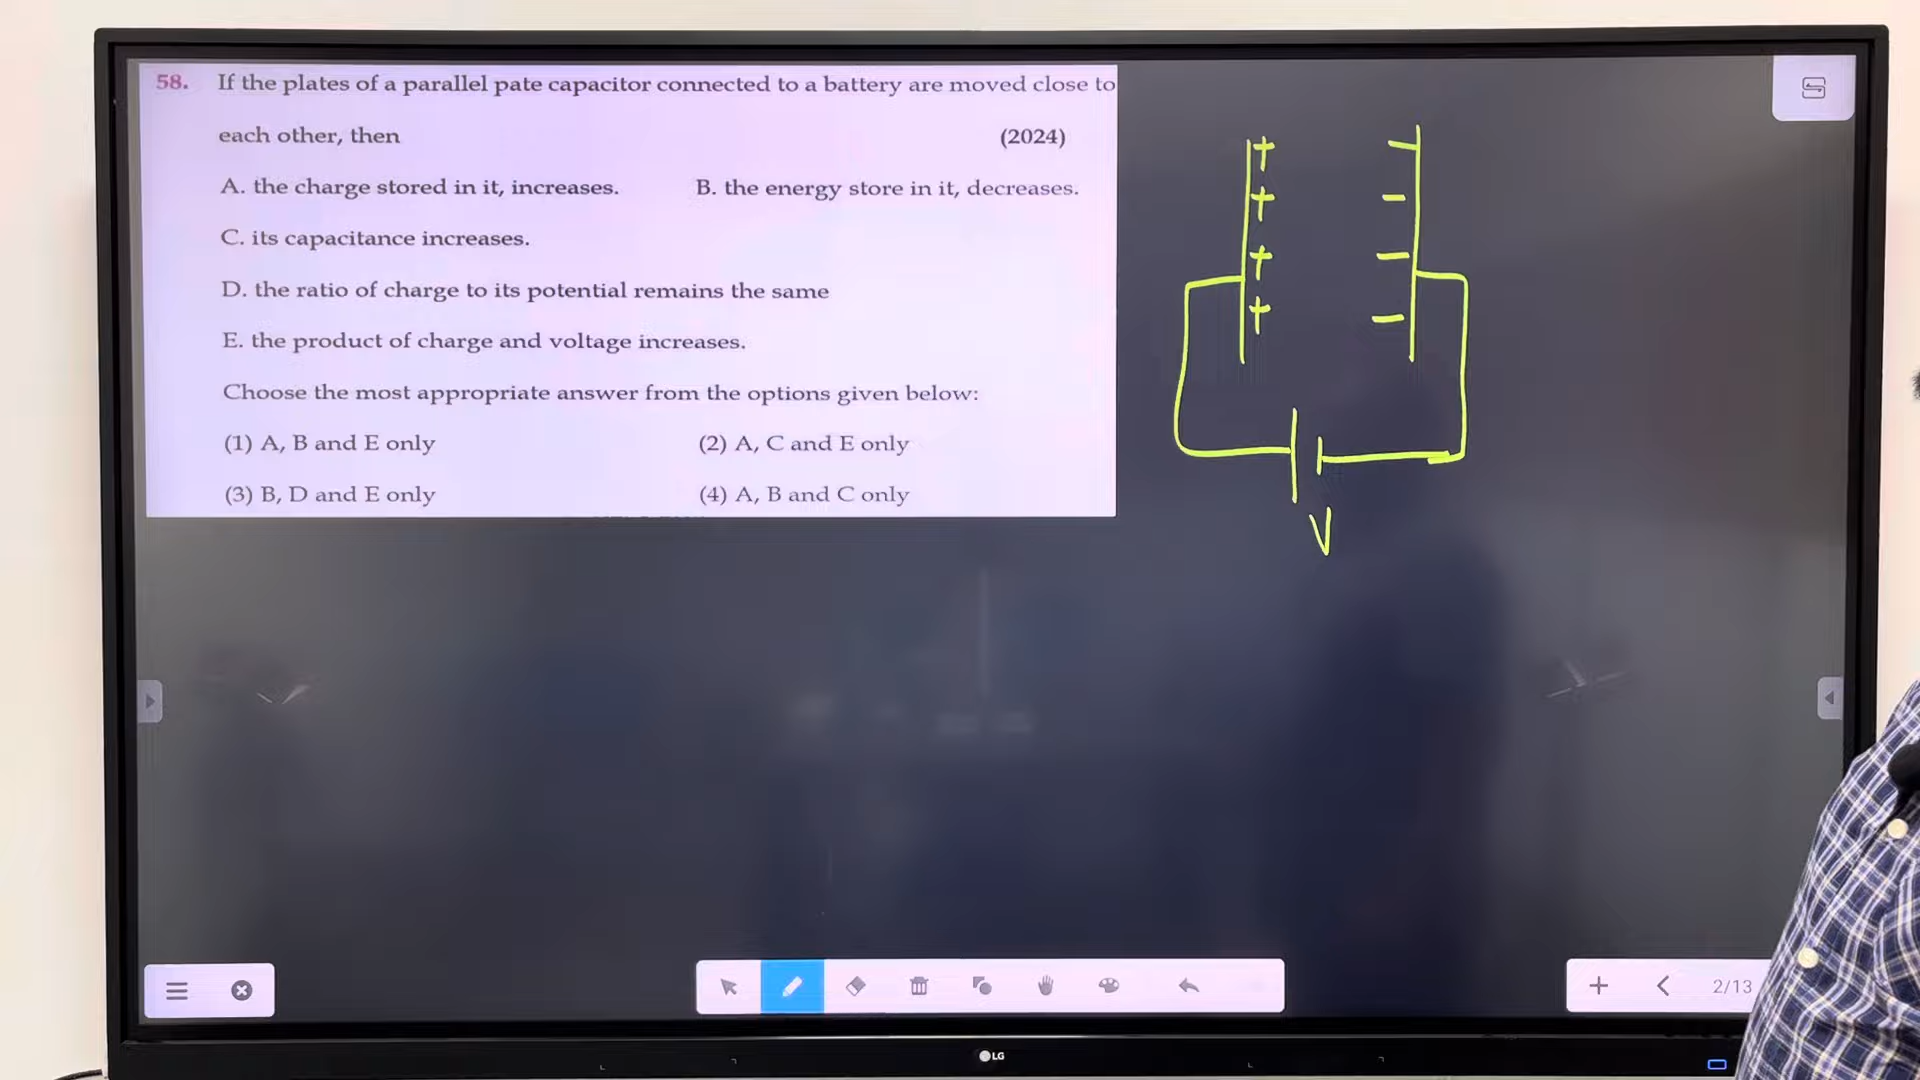 58. If the plates of a parallel pate capacitor connected to a battery are moved close to
each other, then (2024)
A. the charge stored in it, increases. B. the energy store in it, decreases.
C. its capacitance increases.
D. the ratio of charge to its potential remains the same
E. the product of charge and voltage increases.
Choose the most appropriate answer from the options given below:
(1) A, B and E only (2) A, C and E only
(3) B, D and E only (4) A, B and C only
+ −
+ −
+ −
+ −
V
2/13
LG